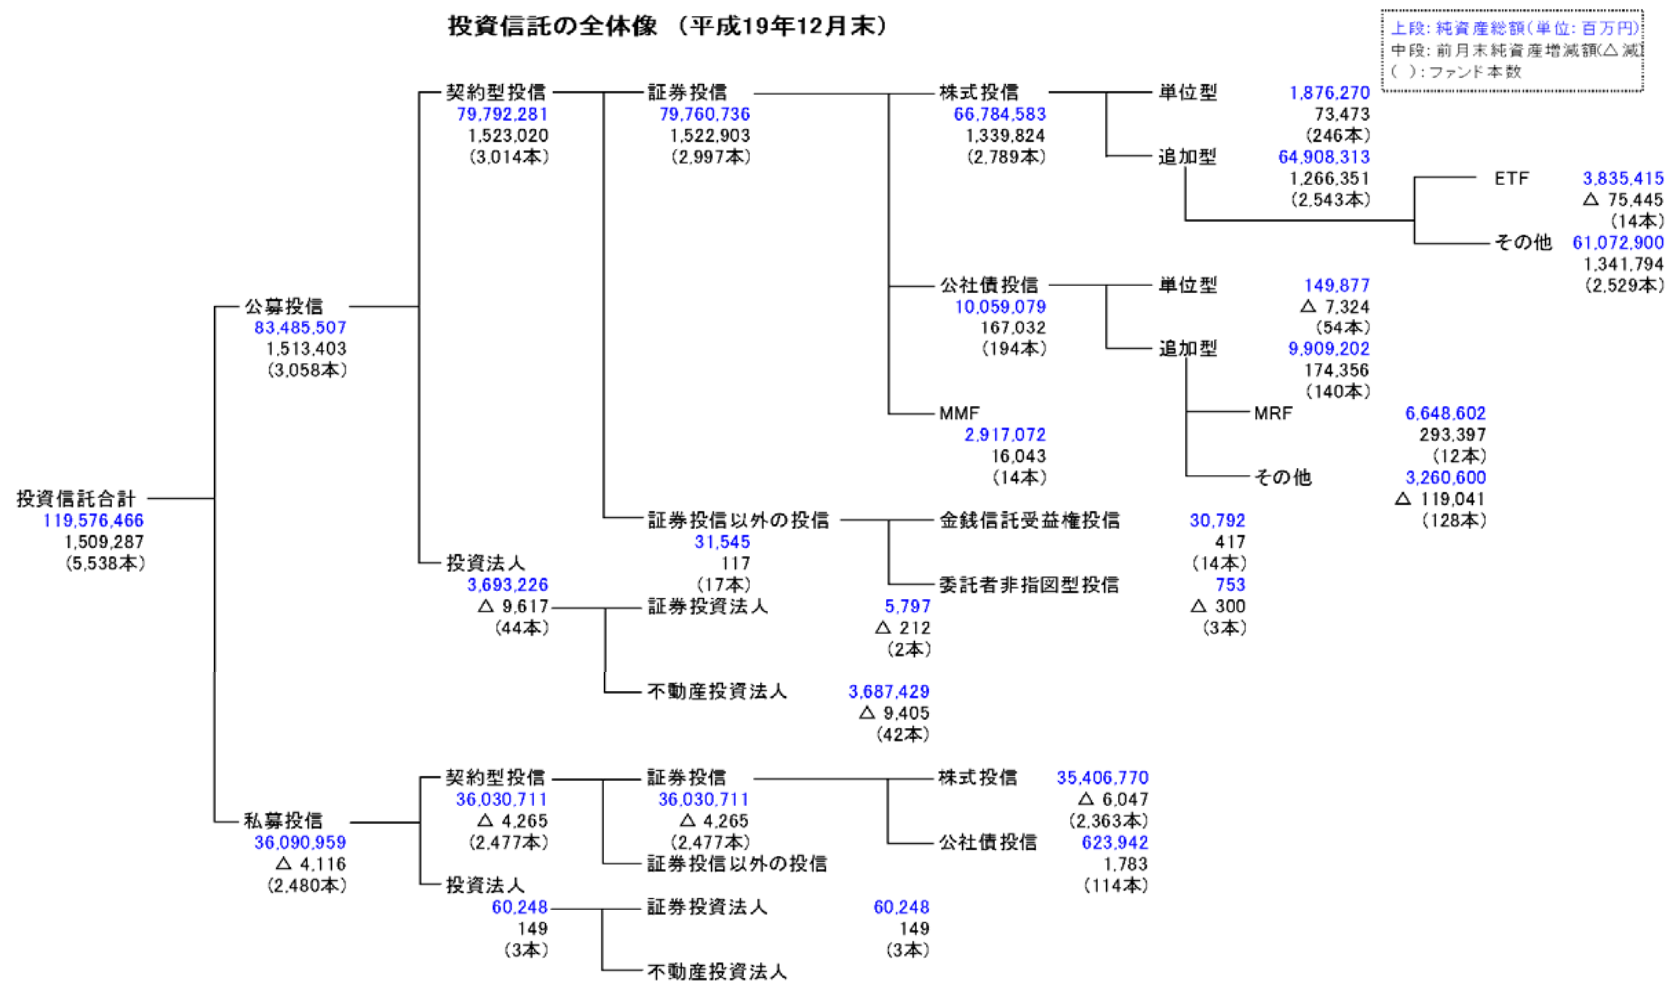 投資信託の全体像 （平成19年12月末）
上段: 純資産総額(単位: 百万円)
中段: 前月末純資産増減額(△ 減)
( ): ファンド本数
投資信託合計
119,576,466
1,509,287
(5,538本)
公募投信
83,485,507
1,513,403
(3,058本)
契約型投信
79,792,281
1,523,020
(3,014本)
証券投信
79,760,736
1,522,903
(2,997本)
株式投信
66,784,583
1,339,824
(2,789本)
単位型
1,876,270
73,473
(246本)
追加型
64,908,313
1,266,351
(2,543本)
ETF
3,835,415
△ 75,445
(14本)
その他
61,072,900
1,341,794
(2,529本)
公社債投信
10,059,079
167,032
(194本)
単位型
149,877
△ 7,324
(54本)
追加型
9,909,202
174,356
(140本)
MRF
6,648,602
293,397
(12本)
その他
3,260,600
△ 119,041
(128本)
MMF
2,917,072
16,043
(14本)
証券投信以外の投信
31,545
117
(17本)
金銭信託受益権投信
30,792
417
(14本)
委託者非指図型投信
753
△ 300
(3本)
投資法人
3,693,226
△ 9,617
(44本)
証券投資法人
5,797
△ 212
(2本)
不動産投資法人
3,687,429
△ 9,405
(42本)
私募投信
36,090,959
△ 4,116
(2,480本)
契約型投信
36,030,711
△ 4,265
(2,477本)
証券投信
36,030,711
△ 4,265
(2,477本)
株式投信
35,406,770
△ 6,047
(2,363本)
公社債投信
623,942
1,783
(114本)
証券投信以外の投信
投資法人
60,248
149
(3本)
証券投資法人
60,248
149
(3本)
不動産投資法人